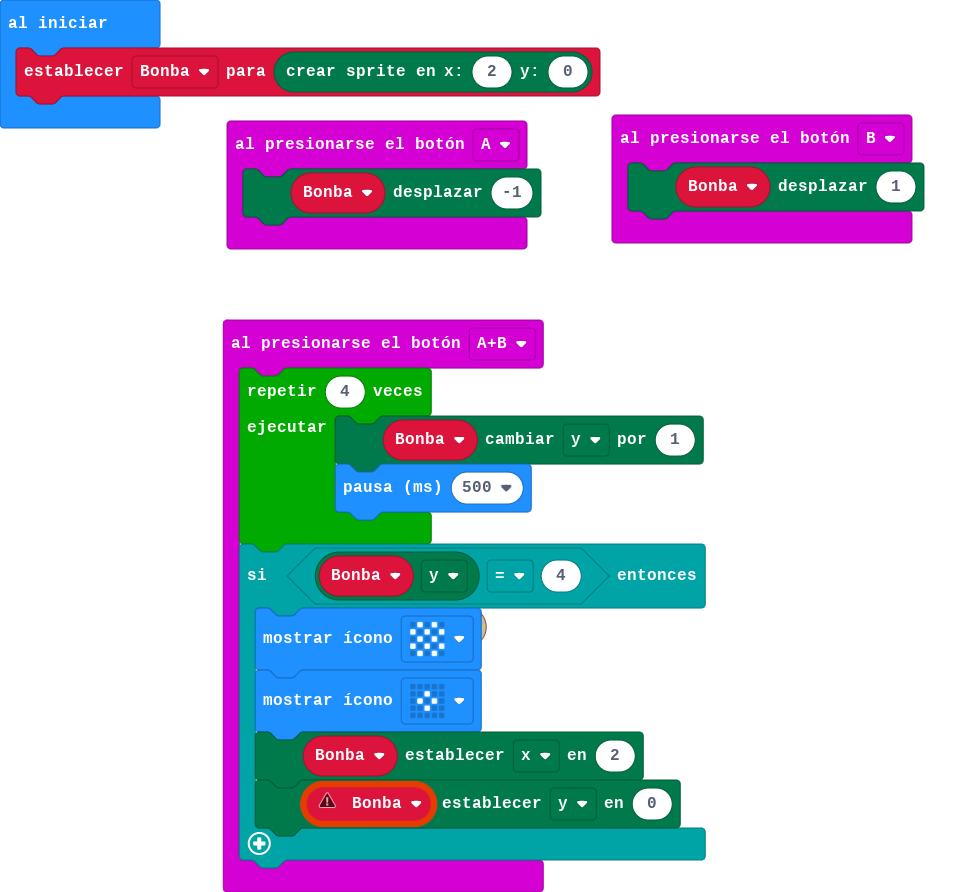 al iniciar
establecer Bonba para crear sprite en x: 2 y: 0
al presionarse el botón A
Bonba desplazar -1
al presionarse el botón B
Bonba desplazar 1
al presionarse el botón A+B
repetir 4 veces
ejecutar
Bonba cambiar y por 1
pausa (ms) 500
si Bonba y = 4 entonces
mostrar ícono
mostrar ícono
Bonba establecer x en 2
Bonba establecer y en 0